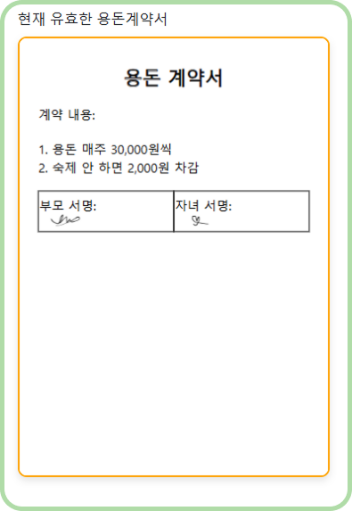 현재 유효한 용돈계약서
용돈 계약서
계약 내용:
1. 용돈 매주 30,000원씩
2. 숙제 안 하면 2,000원 차감
부모 서명:
자녀 서명: